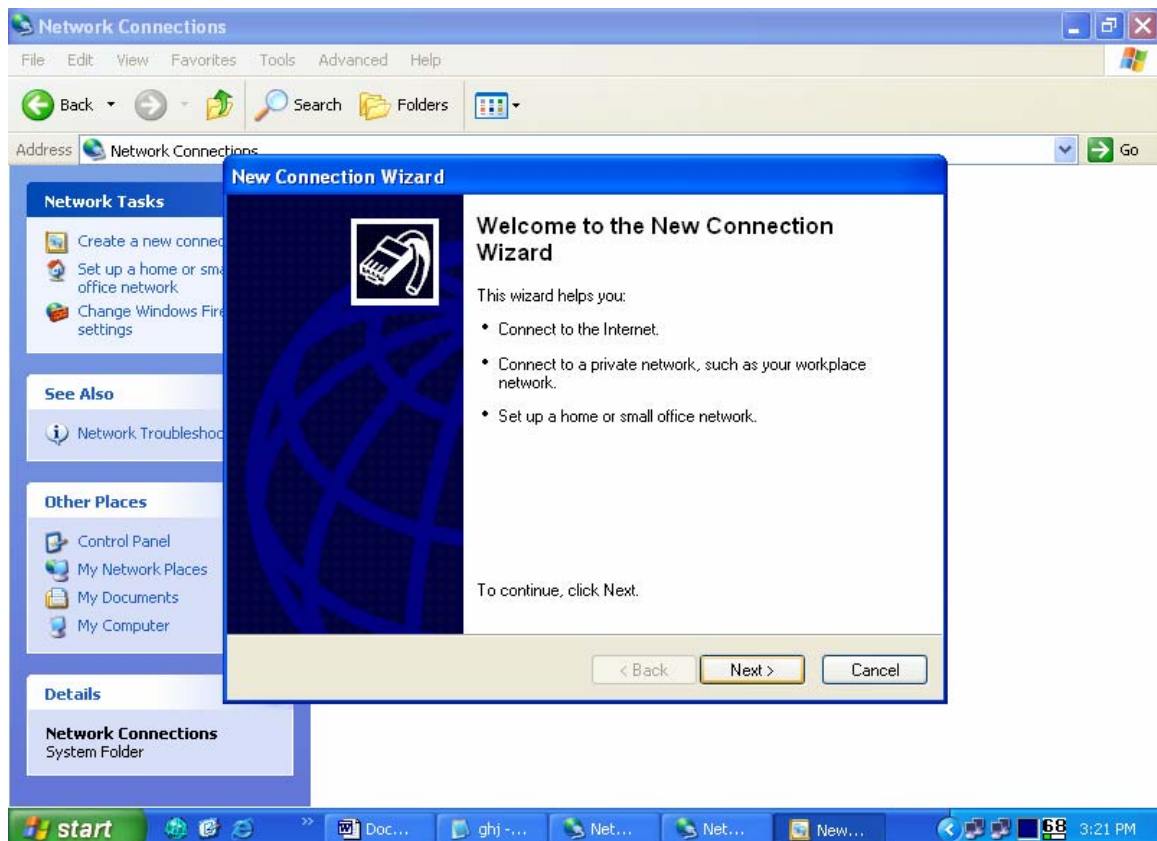 Network Connections
File Edit View Favorites Tools Advanced Help
Back Search Folders
Address Network Connections Go
New Connection Wizard
Network Tasks
Create a new connec
Set up a home or sma
office network
Change Windows Fire
settings
See Also
Network Troubleshoo
Other Places
Control Panel
My Network Places
My Documents
My Computer
Details
Network Connections
System Folder
Welcome to the New Connection
Wizard
This wizard helps you:
• Connect to the Internet.
• Connect to a private network, such as your workplace
network.
• Set up a home or small office network.
To continue, click Next.
< Back Next > Cancel
start » Doc... ghj -... Net... Net... New... 68 3:21 PM